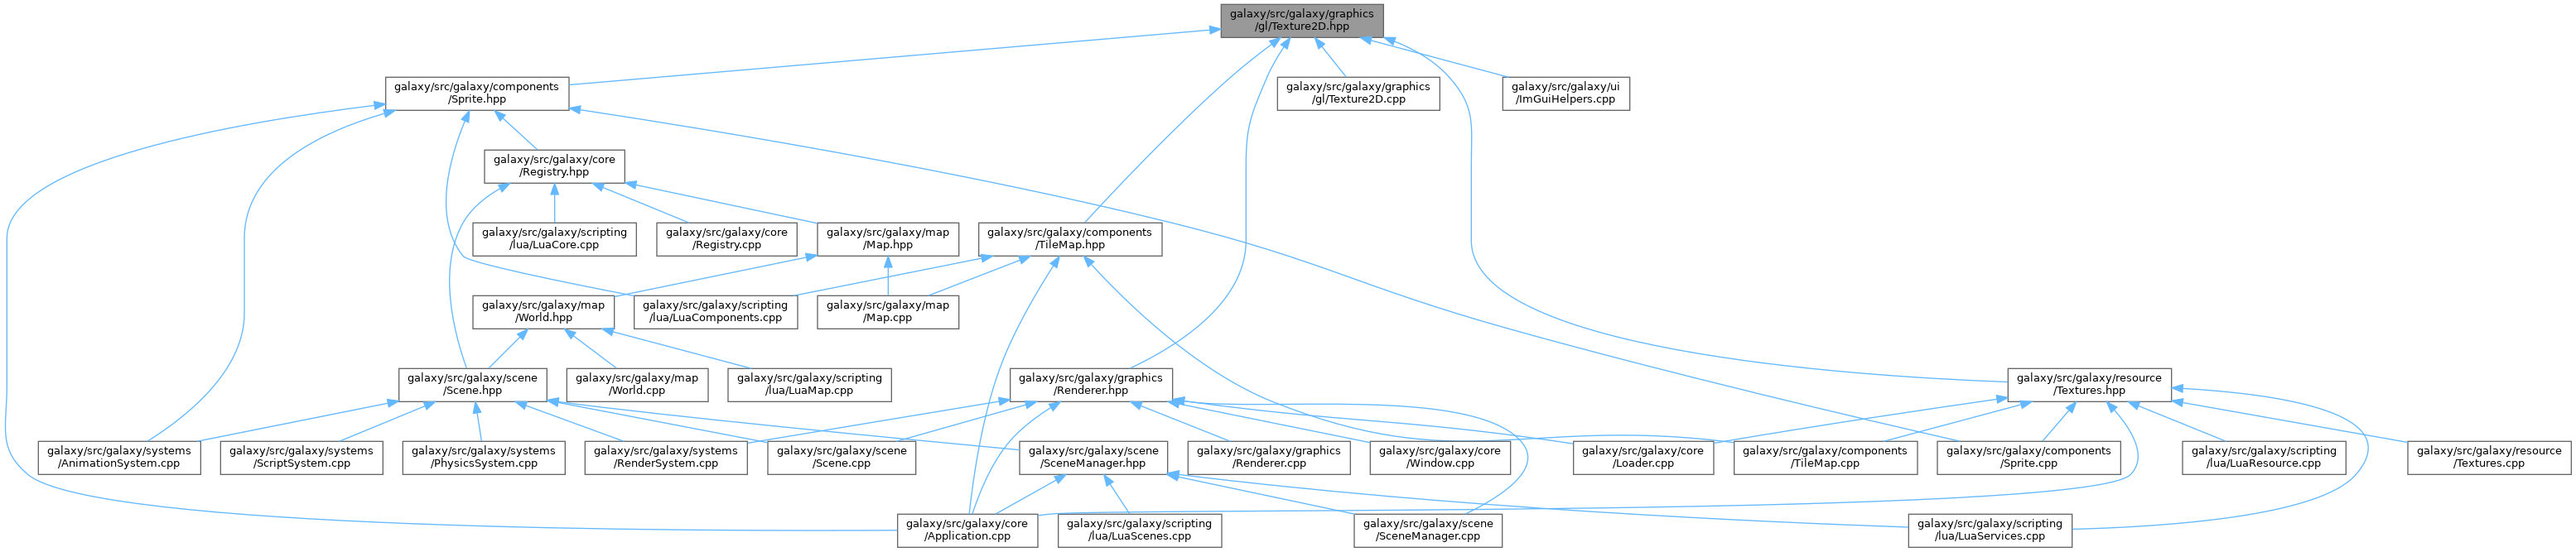 galaxy/src/galaxy/graphics
/gl/Texture2D.hpp
galaxy/src/galaxy/components
/Sprite.hpp
galaxy/src/galaxy/graphics
/gl/Texture2D.cpp
galaxy/src/galaxy/ui
/ImGuiHelpers.cpp
galaxy/src/galaxy/core
/Registry.hpp
galaxy/src/galaxy/scripting
/lua/LuaCore.cpp
galaxy/src/galaxy/core
/Registry.cpp
galaxy/src/galaxy/map
/Map.hpp
galaxy/src/galaxy/components
/TileMap.hpp
galaxy/src/galaxy/map
/World.hpp
galaxy/src/galaxy/scripting
/lua/LuaComponents.cpp
galaxy/src/galaxy/map
/Map.cpp
galaxy/src/galaxy/scene
/Scene.hpp
galaxy/src/galaxy/map
/World.cpp
galaxy/src/galaxy/scripting
/lua/LuaMap.cpp
galaxy/src/galaxy/graphics
/Renderer.hpp
galaxy/src/galaxy/resource
/Textures.hpp
galaxy/src/galaxy/systems
/AnimationSystem.cpp
galaxy/src/galaxy/systems
/ScriptSystem.cpp
galaxy/src/galaxy/systems
/PhysicsSystem.cpp
galaxy/src/galaxy/systems
/RenderSystem.cpp
galaxy/src/galaxy/scene
/Scene.cpp
galaxy/src/galaxy/scene
/SceneManager.hpp
galaxy/src/galaxy/graphics
/Renderer.cpp
galaxy/src/galaxy/core
/Window.cpp
galaxy/src/galaxy/core
/Loader.cpp
galaxy/src/galaxy/components
/TileMap.cpp
galaxy/src/galaxy/components
/Sprite.cpp
galaxy/src/galaxy/scripting
/lua/LuaResource.cpp
galaxy/src/galaxy/resource
/Textures.cpp
galaxy/src/galaxy/core
/Application.cpp
galaxy/src/galaxy/scripting
/lua/LuaScenes.cpp
galaxy/src/galaxy/scene
/SceneManager.cpp
galaxy/src/galaxy/scripting
/lua/LuaServices.cpp